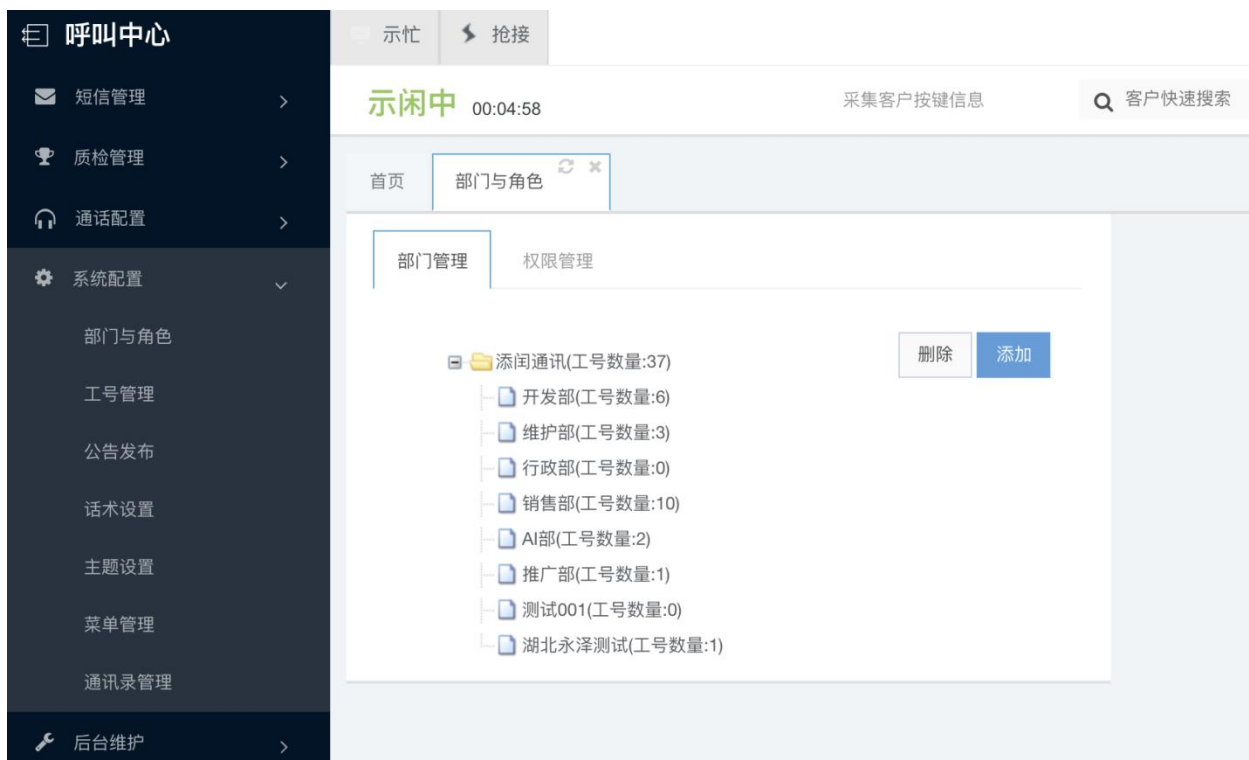 呼叫中心
短信管理
质检管理
通话配置
系统配置
部门与角色
工号管理
公告发布
话术设置
主题设置
菜单管理
通讯录管理
后台维护
示忙 抢接
示闲中 00:04:58 采集客户按键信息 客户快速搜索
首页 部门与角色
部门管理 权限管理
删除 添加
添闰通讯(工号数量:37)
开发部(工号数量:6)
维护部(工号数量:3)
行政部(工号数量:0)
销售部(工号数量:10)
AI部(工号数量:2)
推广部(工号数量:1)
测试001(工号数量:0)
湖北永泽测试(工号数量:1)